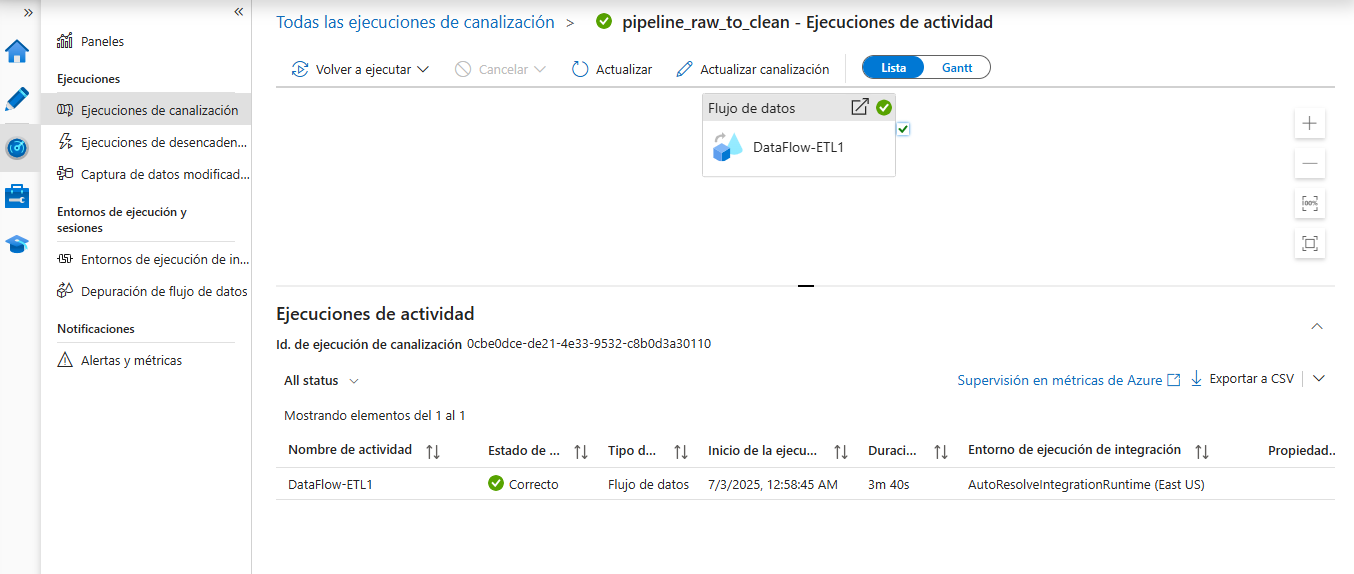 Todas las ejecuciones de canalización > pipeline_raw_to_clean - Ejecuciones de actividad
Paneles
Ejecuciones
Ejecuciones de canalización
Ejecuciones de desencaden...
Captura de datos modificad...
Entornos de ejecución y
sesiones
Entornos de ejecución de in...
Depuración de flujo de datos
Notificaciones
Alertas y métricas
Volver a ejecutar Cancelar Actualizar Actualizar canalización Lista Gantt
Flujo de datos
DataFlow-ETL1
100%
Ejecuciones de actividad
Id. de ejecución de canalización 0cbe0dce-de21-4e33-9532-c8b0d3a30110
All status Supervisión en métricas de Azure Exportar a CSV
Mostrando elementos del 1 al 1
Nombre de actividad Estado de ... Tipo d... Inicio de la ejecu... Duraci... Entorno de ejecución de integración Propiedad..
DataFlow-ETL1 Correcto Flujo de datos 7/3/2025, 12:58:45 AM 3m 40s AutoResolveIntegrationRuntime (East US)